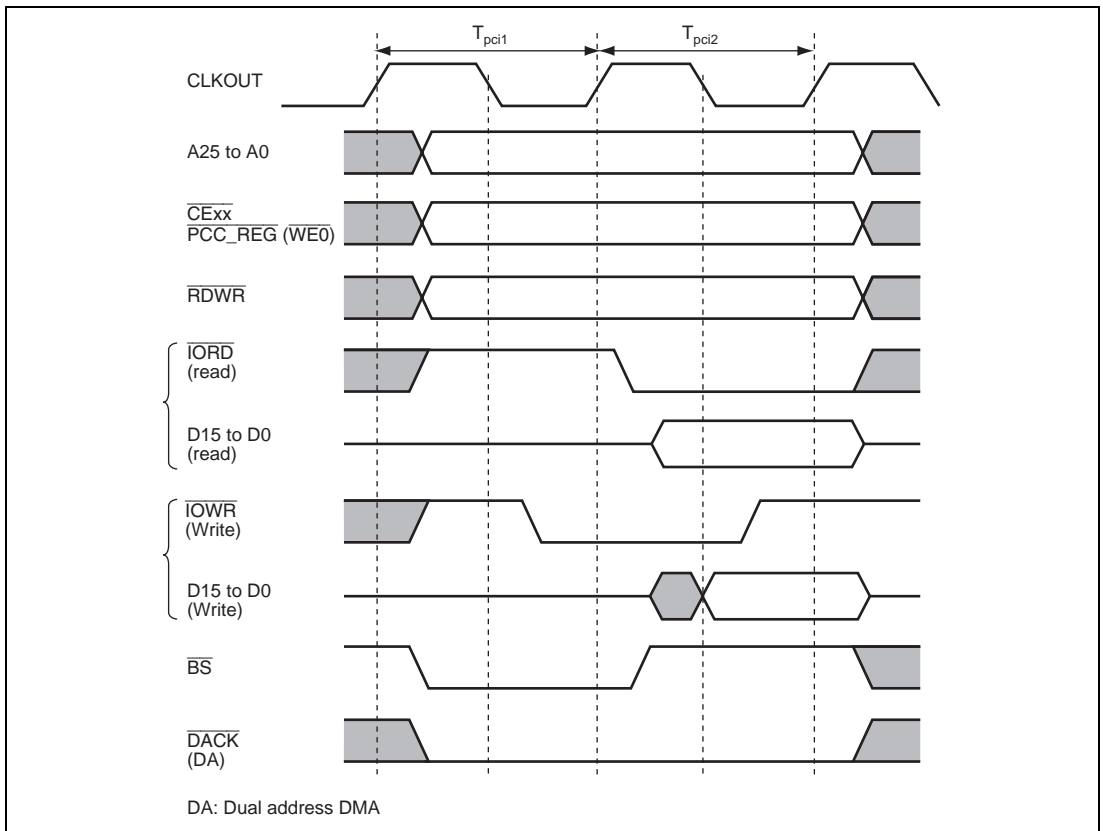 Tpci1 Tpci2
CLKOUT
A25 to A0
CExx
PCC_REG (WE0)
RDWR
IORD
(read)
D15 to D0
(read)
IOWR
(Write)
D15 to D0
(Write)
BS
DACK
(DA)
DA: Dual address DMA